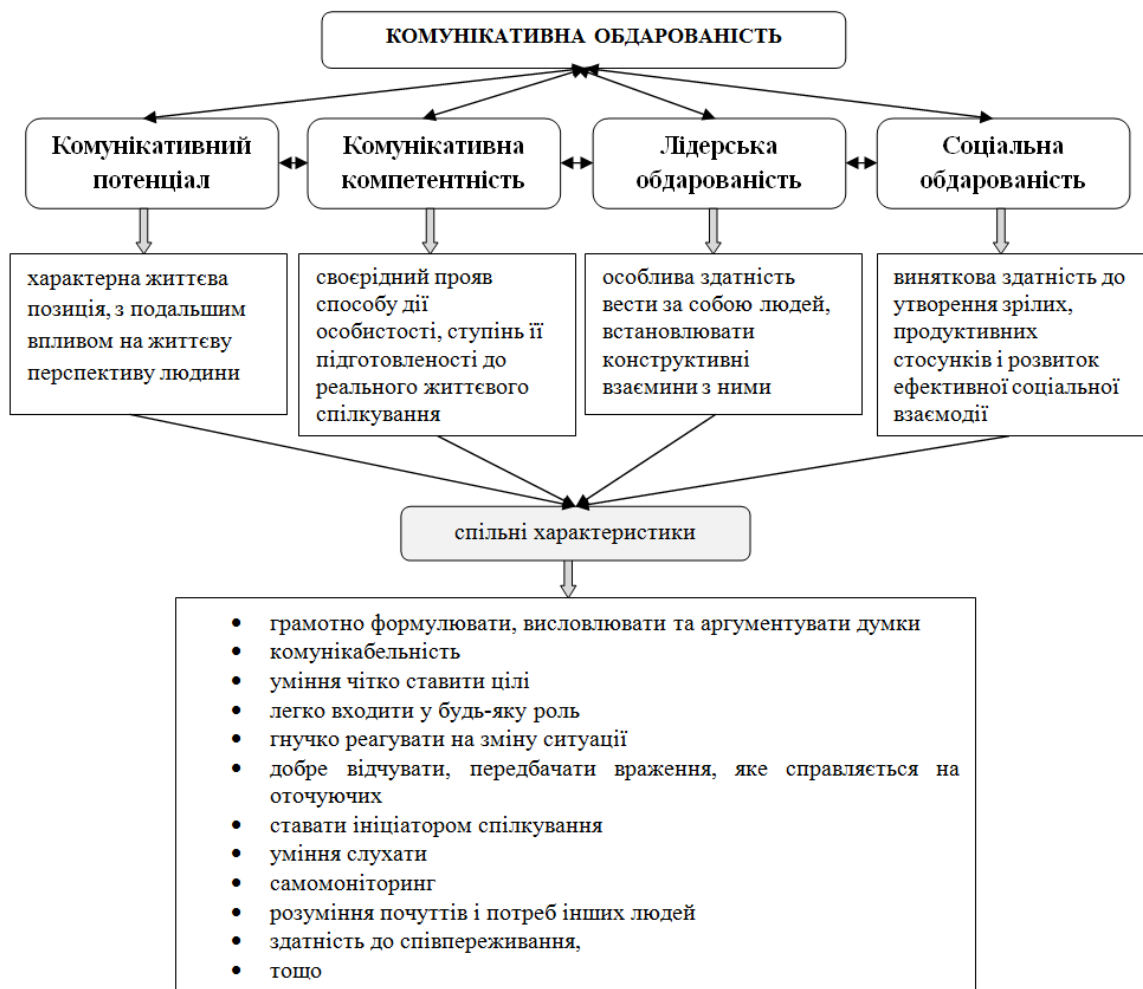 КОМУНІКАТИВНА ОБДАРОВАНІСТЬ
Комунікативний
потенціал
Комунікативна
компетентність
Лідерська
обдарованість
Соціальна
обдарованість
характерна життєва
позиція, з подальшим
впливом на життєву
перспективу людини
своєрідний прояв
способу дії
особистості, ступінь її
підготовленості до
реального життєвого
спілкування
особлива здатність
вести за собою людей,
встановлювати
конструктивні
взаємини з ними
виняткова здатність до
утворення зрілих,
продуктивних
стосунків і розвиток
ефективної соціальної
взаємодії
спільні характеристики
• грамотно формулювати, висловлювати та аргументувати думки
• комунікабельність
• уміння чітко ставити цілі
• легко входити у будь-яку роль
• гнучко реагувати на зміну ситуації
• добре відчувати, передбачати враження, яке справляється на
оточуючих
• ставати ініціатором спілкування
• уміння слухати
• самомоніторинг
• розуміння почуттів і потреб інших людей
• здатність до співпереживання,
• тощо